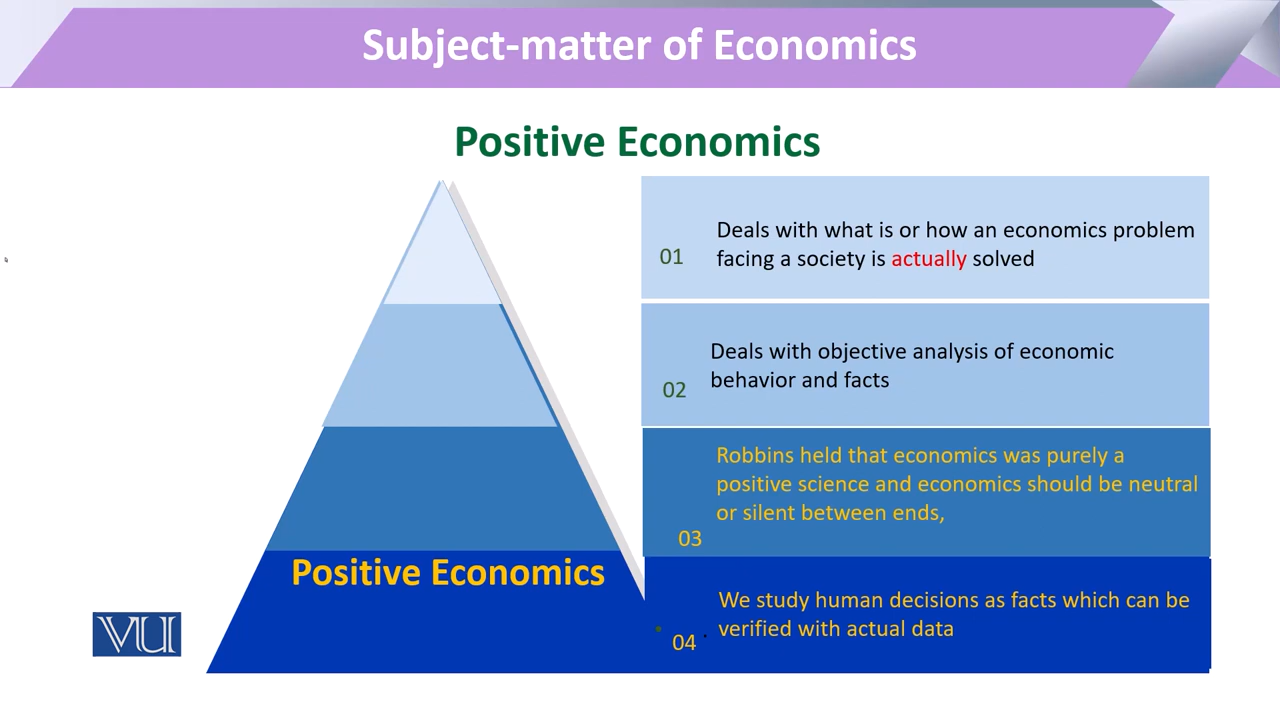 Subject-matter of Economics
Positive Economics
01
Deals with what is or how an economics problem
facing a society is actually solved
02
Deals with objective analysis of economic
behavior and facts
03
Robbins held that economics was purely a
positive science and economics should be neutral
or silent between ends,
Positive Economics
04
We study human decisions as facts which can be
verified with actual data
VU